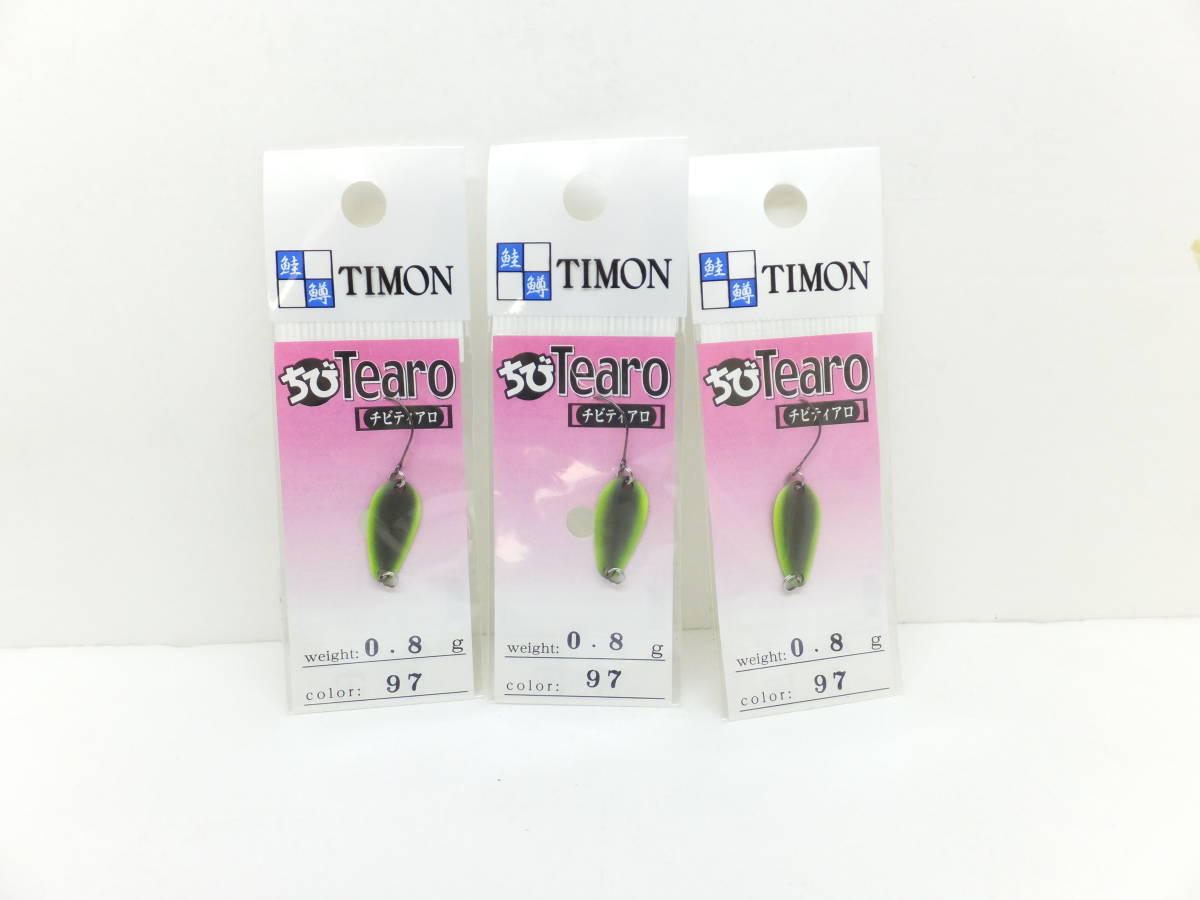 鮭 TIMON
鱒
ちびTearo
チビティアロ
weight: 0.8 g
color: 97
鮭 TIMON
鱒
ちびTearo
チビティアロ
weight: 0.8 g
color: 97
鮭 TIMON
鱒
ちびTearo
チビティアロ
weight: 0.8 g
color: 97